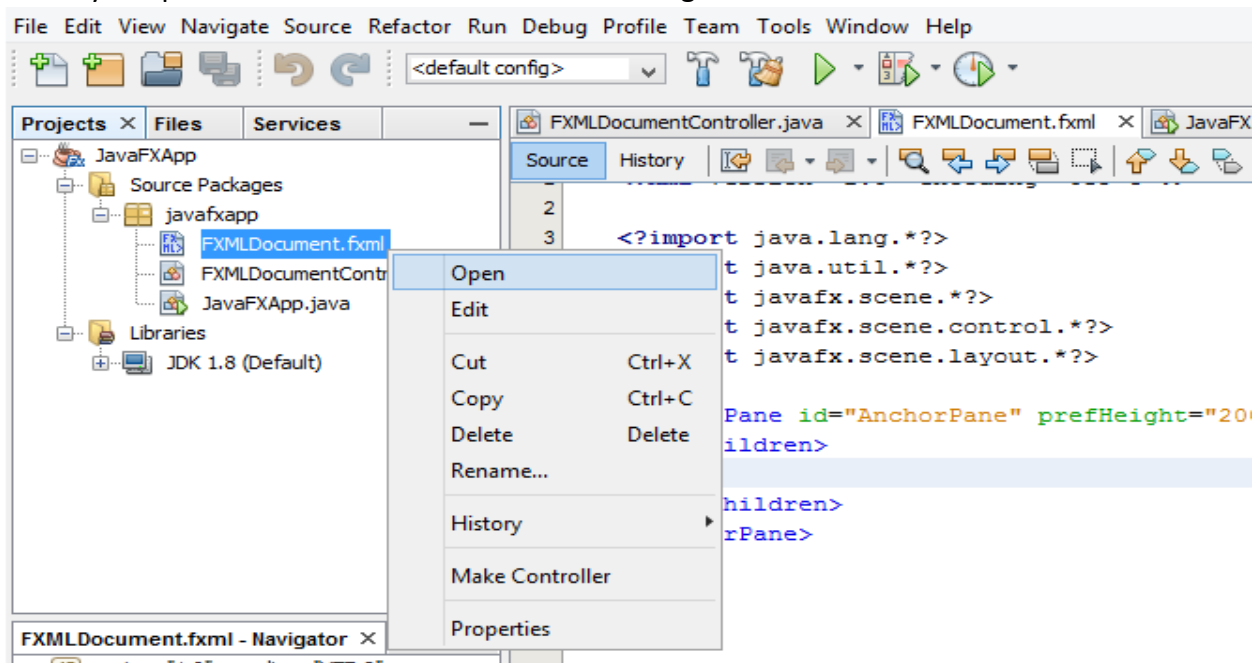 File Edit View Navigate Source Refactor Run Debug Profile Team Tools Window Help
<default config>
Projects Files Services
JavaFXApp
Source Packages
javafxapp
FXMLDocument.fxml
FXMLDocumentContr
JavaFXApp.java
Libraries
JDK 1.8 (Default)
FXMLDocument.fxml - Navigator
Open
Edit
Cut Ctrl+X
Copy Ctrl+C
Delete Delete
Rename...
History
Make Controller
Properties
FXMLDocumentController.java FXMLDocument.fxml JavaFX
Source History
2
3 <?import java.lang.*?>
t java.util.*?>
t javafx.scene.*?>
t javafx.scene.control.*?>
t javafx.scene.layout.*?>
Pane id="AnchorPane" prefHeight="20
ildren>
hildren>
rPane>